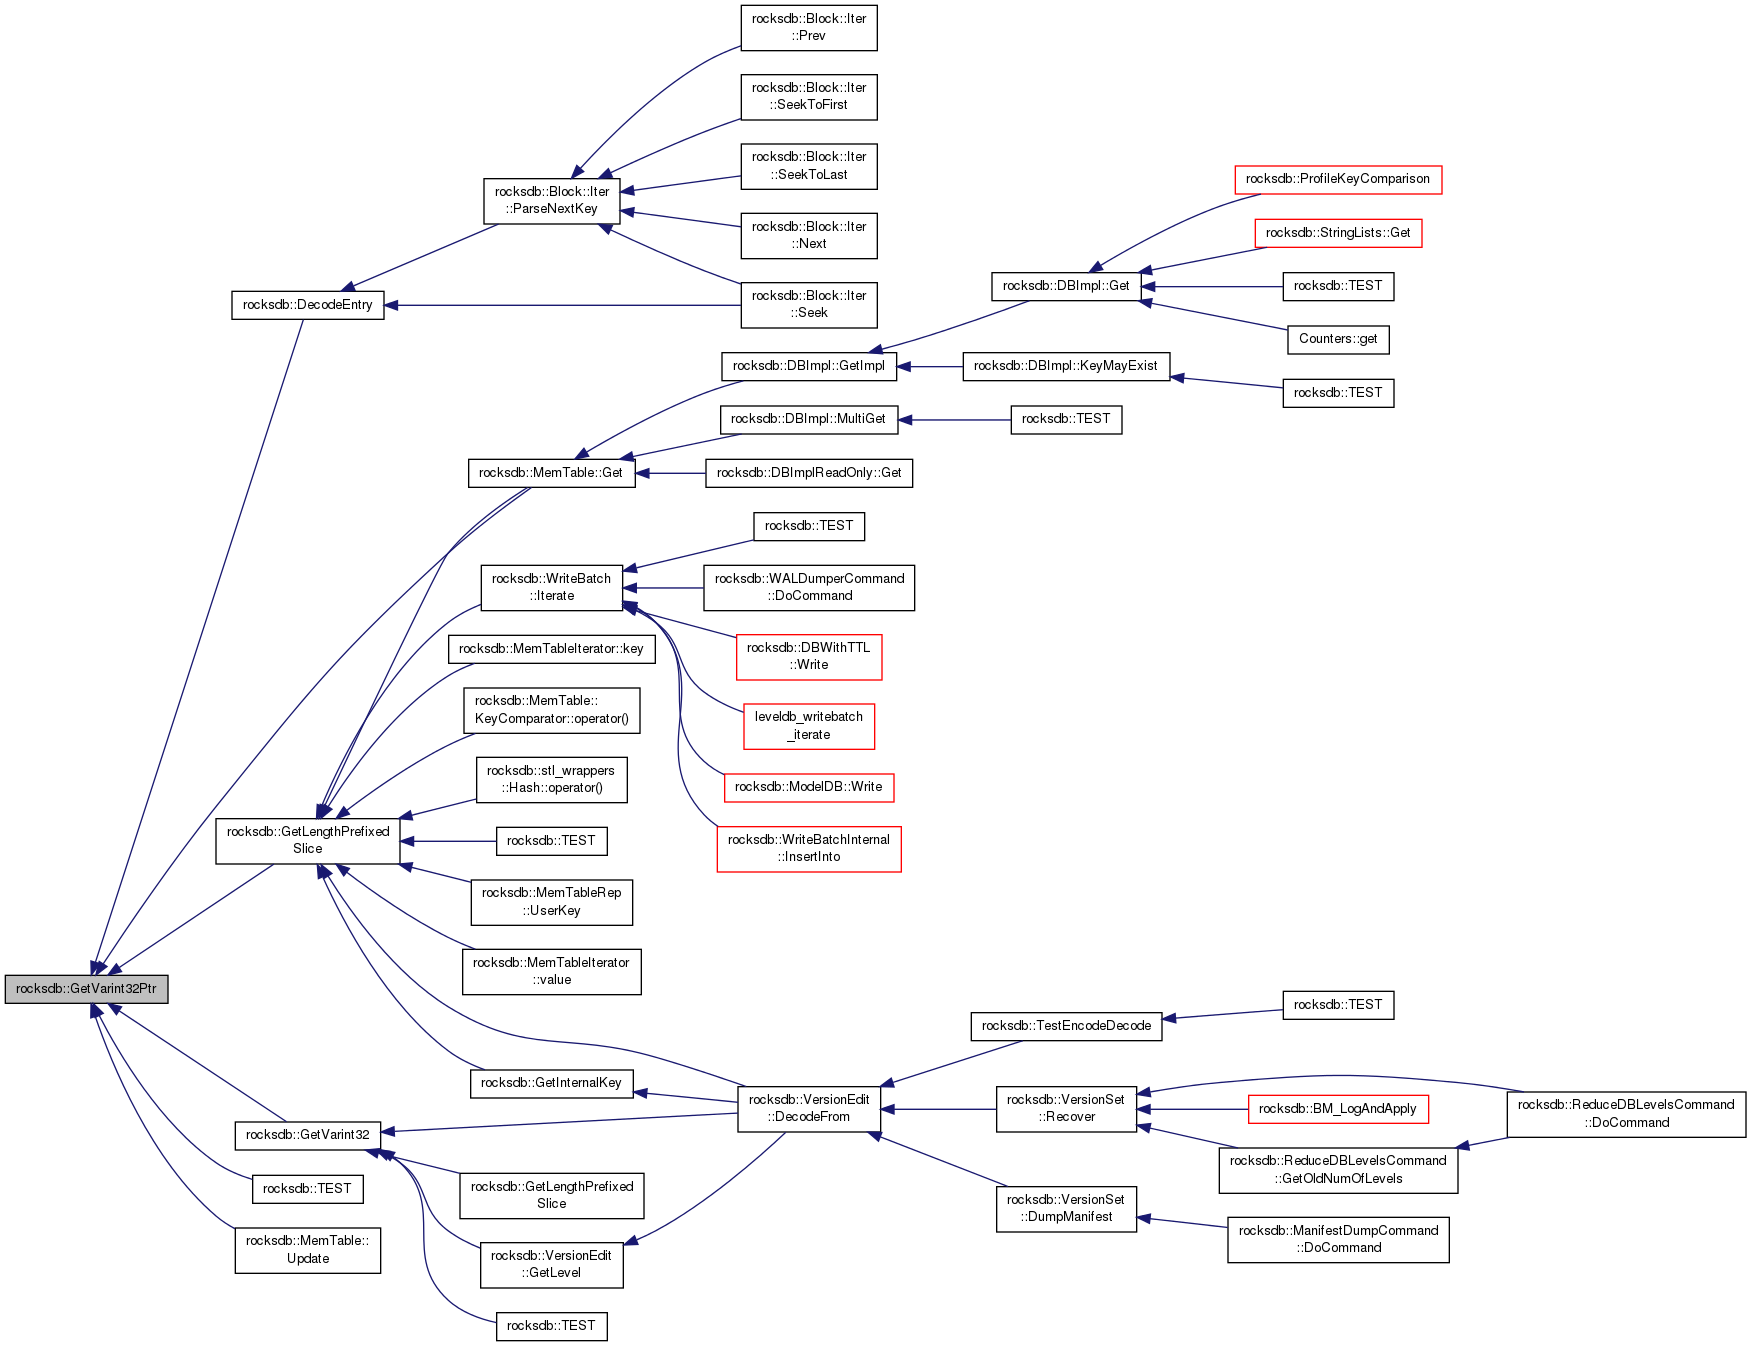 rocksdb::Block::Iter
::Prev
rocksdb::Block::Iter
::SeekToFirst
rocksdb::Block::Iter
::SeekToLast
rocksdb::ProfileKeyComparison
rocksdb::Block::Iter
::ParseNextKey
rocksdb::Block::Iter
::Next
rocksdb::StringLists::Get
rocksdb::DBImpl::Get
rocksdb::TEST
rocksdb::DecodeEntry
rocksdb::Block::Iter
::Seek
Counters::get
rocksdb::DBImpl::GetImpl
rocksdb::DBImpl::KeyMayExist
rocksdb::TEST
rocksdb::DBImpl::MultiGet
rocksdb::TEST
rocksdb::MemTable::Get
rocksdb::DBImplReadOnly::Get
rocksdb::TEST
rocksdb::WriteBatch
::Iterate
rocksdb::WALDumperCommand
::DoCommand
rocksdb::MemTableIterator::key
rocksdb::DBWithTTL
::Write
rocksdb::MemTable::
KeyComparator::operator()
leveldb_writebatch
_iterate
rocksdb::stl_wrappers
::Hash::operator()
rocksdb::ModelDB::Write
rocksdb::GetLengthPrefixed
Slice
rocksdb::TEST
rocksdb::WriteBatchInternal
::InsertInto
rocksdb::MemTableRep
::UserKey
rocksdb::MemTableIterator
::value
rocksdb::GetVarint32Ptr
rocksdb::TEST
rocksdb::TestEncodeDecode
rocksdb::GetInternalKey
rocksdb::VersionEdit
::DecodeFrom
rocksdb::VersionSet
::Recover
rocksdb::BM_LogAndApply
rocksdb::ReduceDBLevelsCommand
::DoCommand
rocksdb::GetVarint32
rocksdb::ReduceDBLevelsCommand
::GetOldNumOfLevels
rocksdb::TEST
rocksdb::GetLengthPrefixed
Slice
rocksdb::VersionSet
::DumpManifest
rocksdb::ManifestDumpCommand
::DoCommand
rocksdb::MemTable::
Update
rocksdb::VersionEdit
::GetLevel
rocksdb::TEST